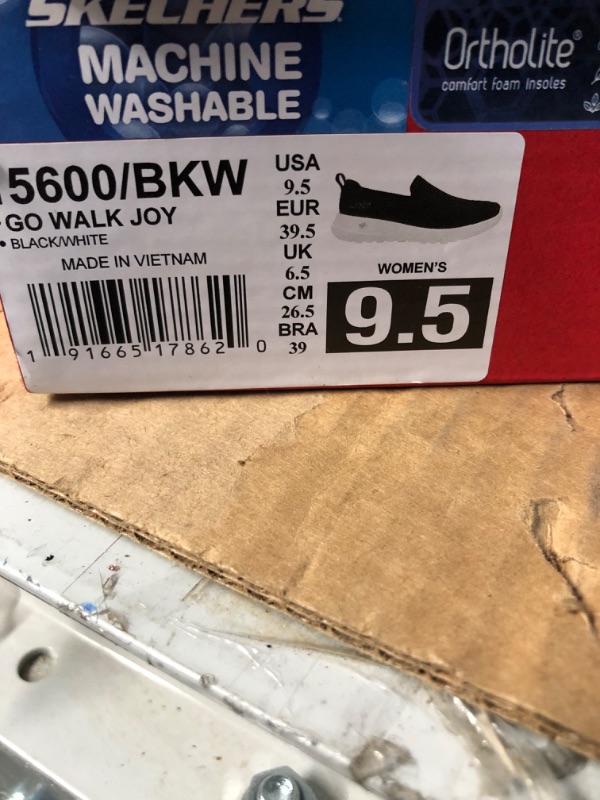 SKECHERS
MACHINE
WASHABLE
OrthoLite®
comfort foam insoles
5600/BKW
GO WALK JOY
• BLACK/WHITE
MADE IN VIETNAM
1 91665 17862 0
USA
9.5
EUR
39.5
UK
6.5
CM
26.5
BRA
39
WOMEN'S
9.5